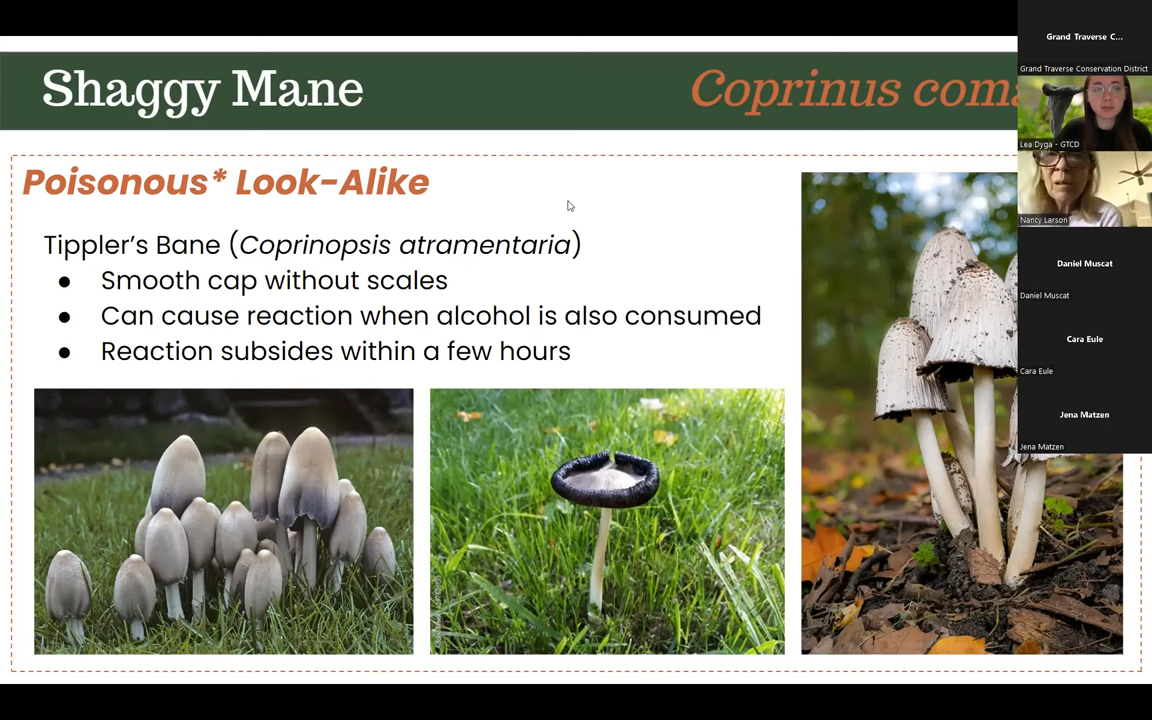 Shaggy Mane
Coprinus coma
Poisonous* Look-Alike
Tippler's Bane (Coprinopsis atramentaria)
● Smooth cap without scales
● Can cause reaction when alcohol is also consumed
● Reaction subsides within a few hours
Grand Traverse C...
Grand Traverse Conservation District
Lea Dyga - GTCD
Nancy Larson
Daniel Muscat
Daniel Muscat
Cara Eule
Cara Eule
Jena Matzen
Jena Matzen